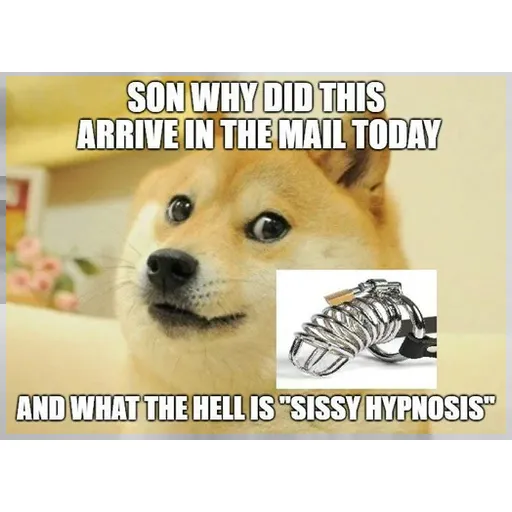 SON WHY DID THIS
ARRIVE IN THE MAIL TODAY
AND WHAT THE HELL IS "SISSY HYPNOSIS"